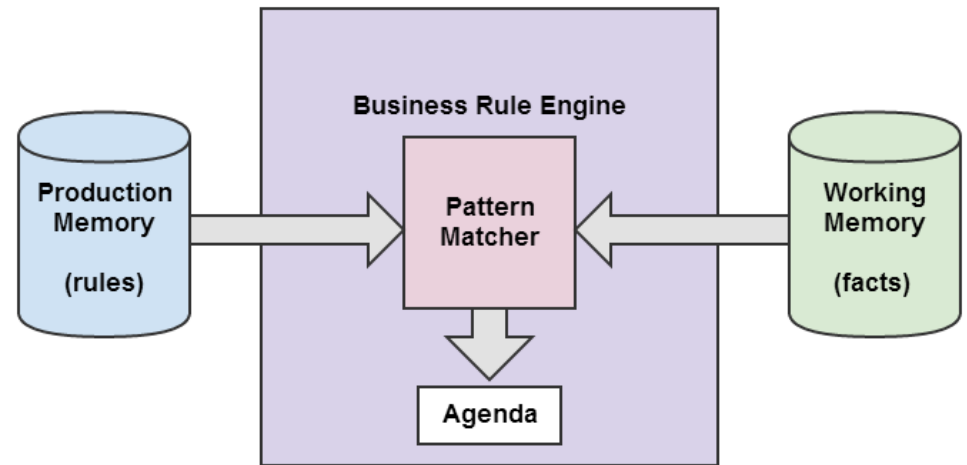 Business Rule Engine
Production
Memory
(rules)
Pattern
Matcher
Working
Memory
(facts)
Agenda